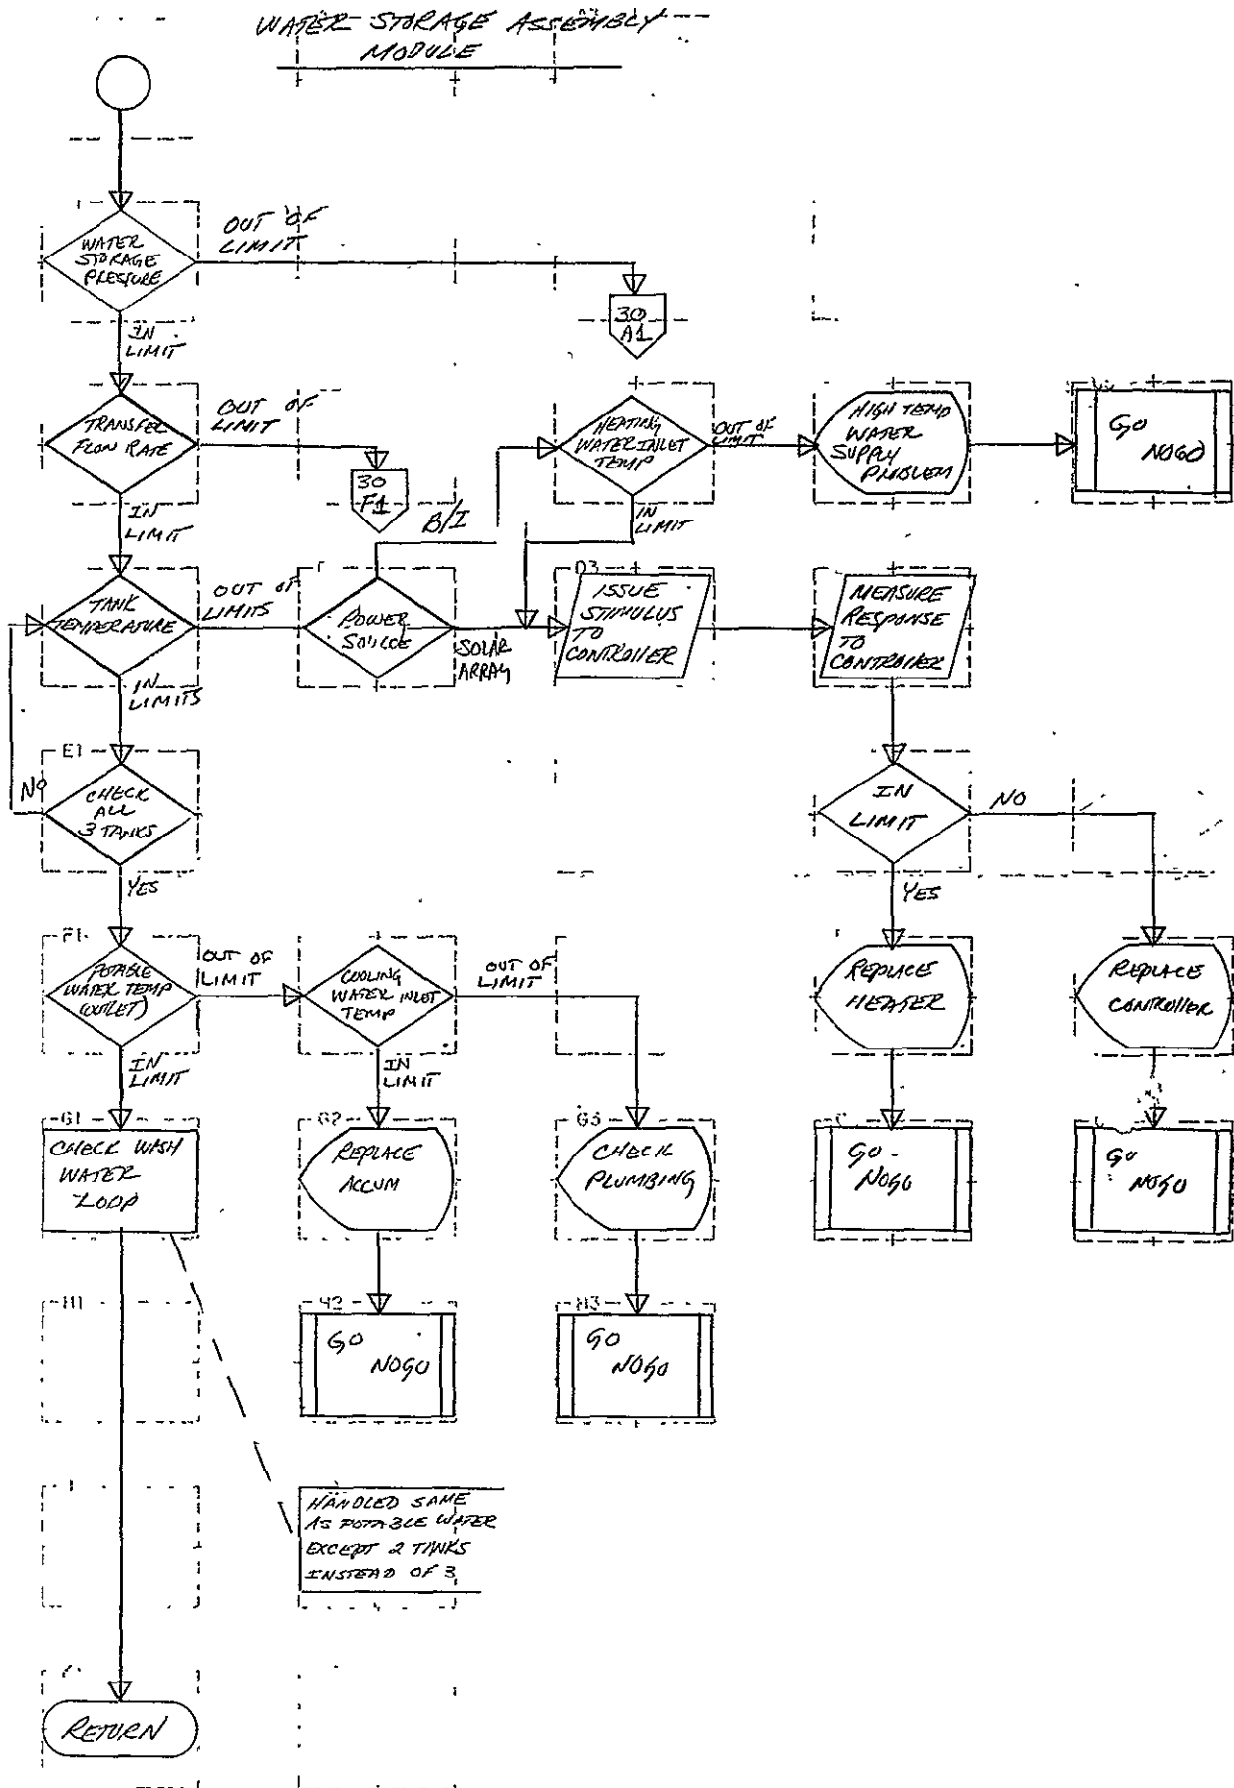 WATER STORAGE ASSEMBLY
MODULE
WATER
STORAGE
PRESSURE
OUT OF
LIMIT
30
A1
IN
LIMIT
TRANSFER
FLOW RATE
OUT OF
LIMIT
30
F1
B/I
HEATING
WATER INLET
TEMP
OUT OF
LIMIT
HIGH TEMP
WATER
SUPPLY
PROBLEM
GO
NOGO
IN
LIMIT
IN
LIMIT
TANK
TEMPERATURE
OUT OF
LIMITS
POWER
SOURCE
SOLAR
ARRAY
D3
ISSUE
STIMULUS
TO
CONTROLLER
MEASURE
RESPONSE
TO
CONTROLLER
IN
LIMITS
E1
NO
CHECK
ALL
3 TANKS
IN
LIMIT
NO
YES
YES
F1
POTABLE
WATER TEMP
(OUTLET)
OUT OF
LIMIT
COOLING
WATER INLET
TEMP
OUT OF
LIMIT
REPLACE
HEATER
REPLACE
CONTROLLER
IN
LIMIT
IN
LIMIT
G1
CHECK WASH
WATER
LOOP
G2
REPLACE
ACCUM
G3
CHECK
PLUMBING
GO -
NOGO
GO
NOGO
H1
H2
GO
NOGO
H3
GO
NOGO
HANDLED SAME
AS POTABLE WATER
EXCEPT 2 TANKS
INSTEAD OF 3
RETURN